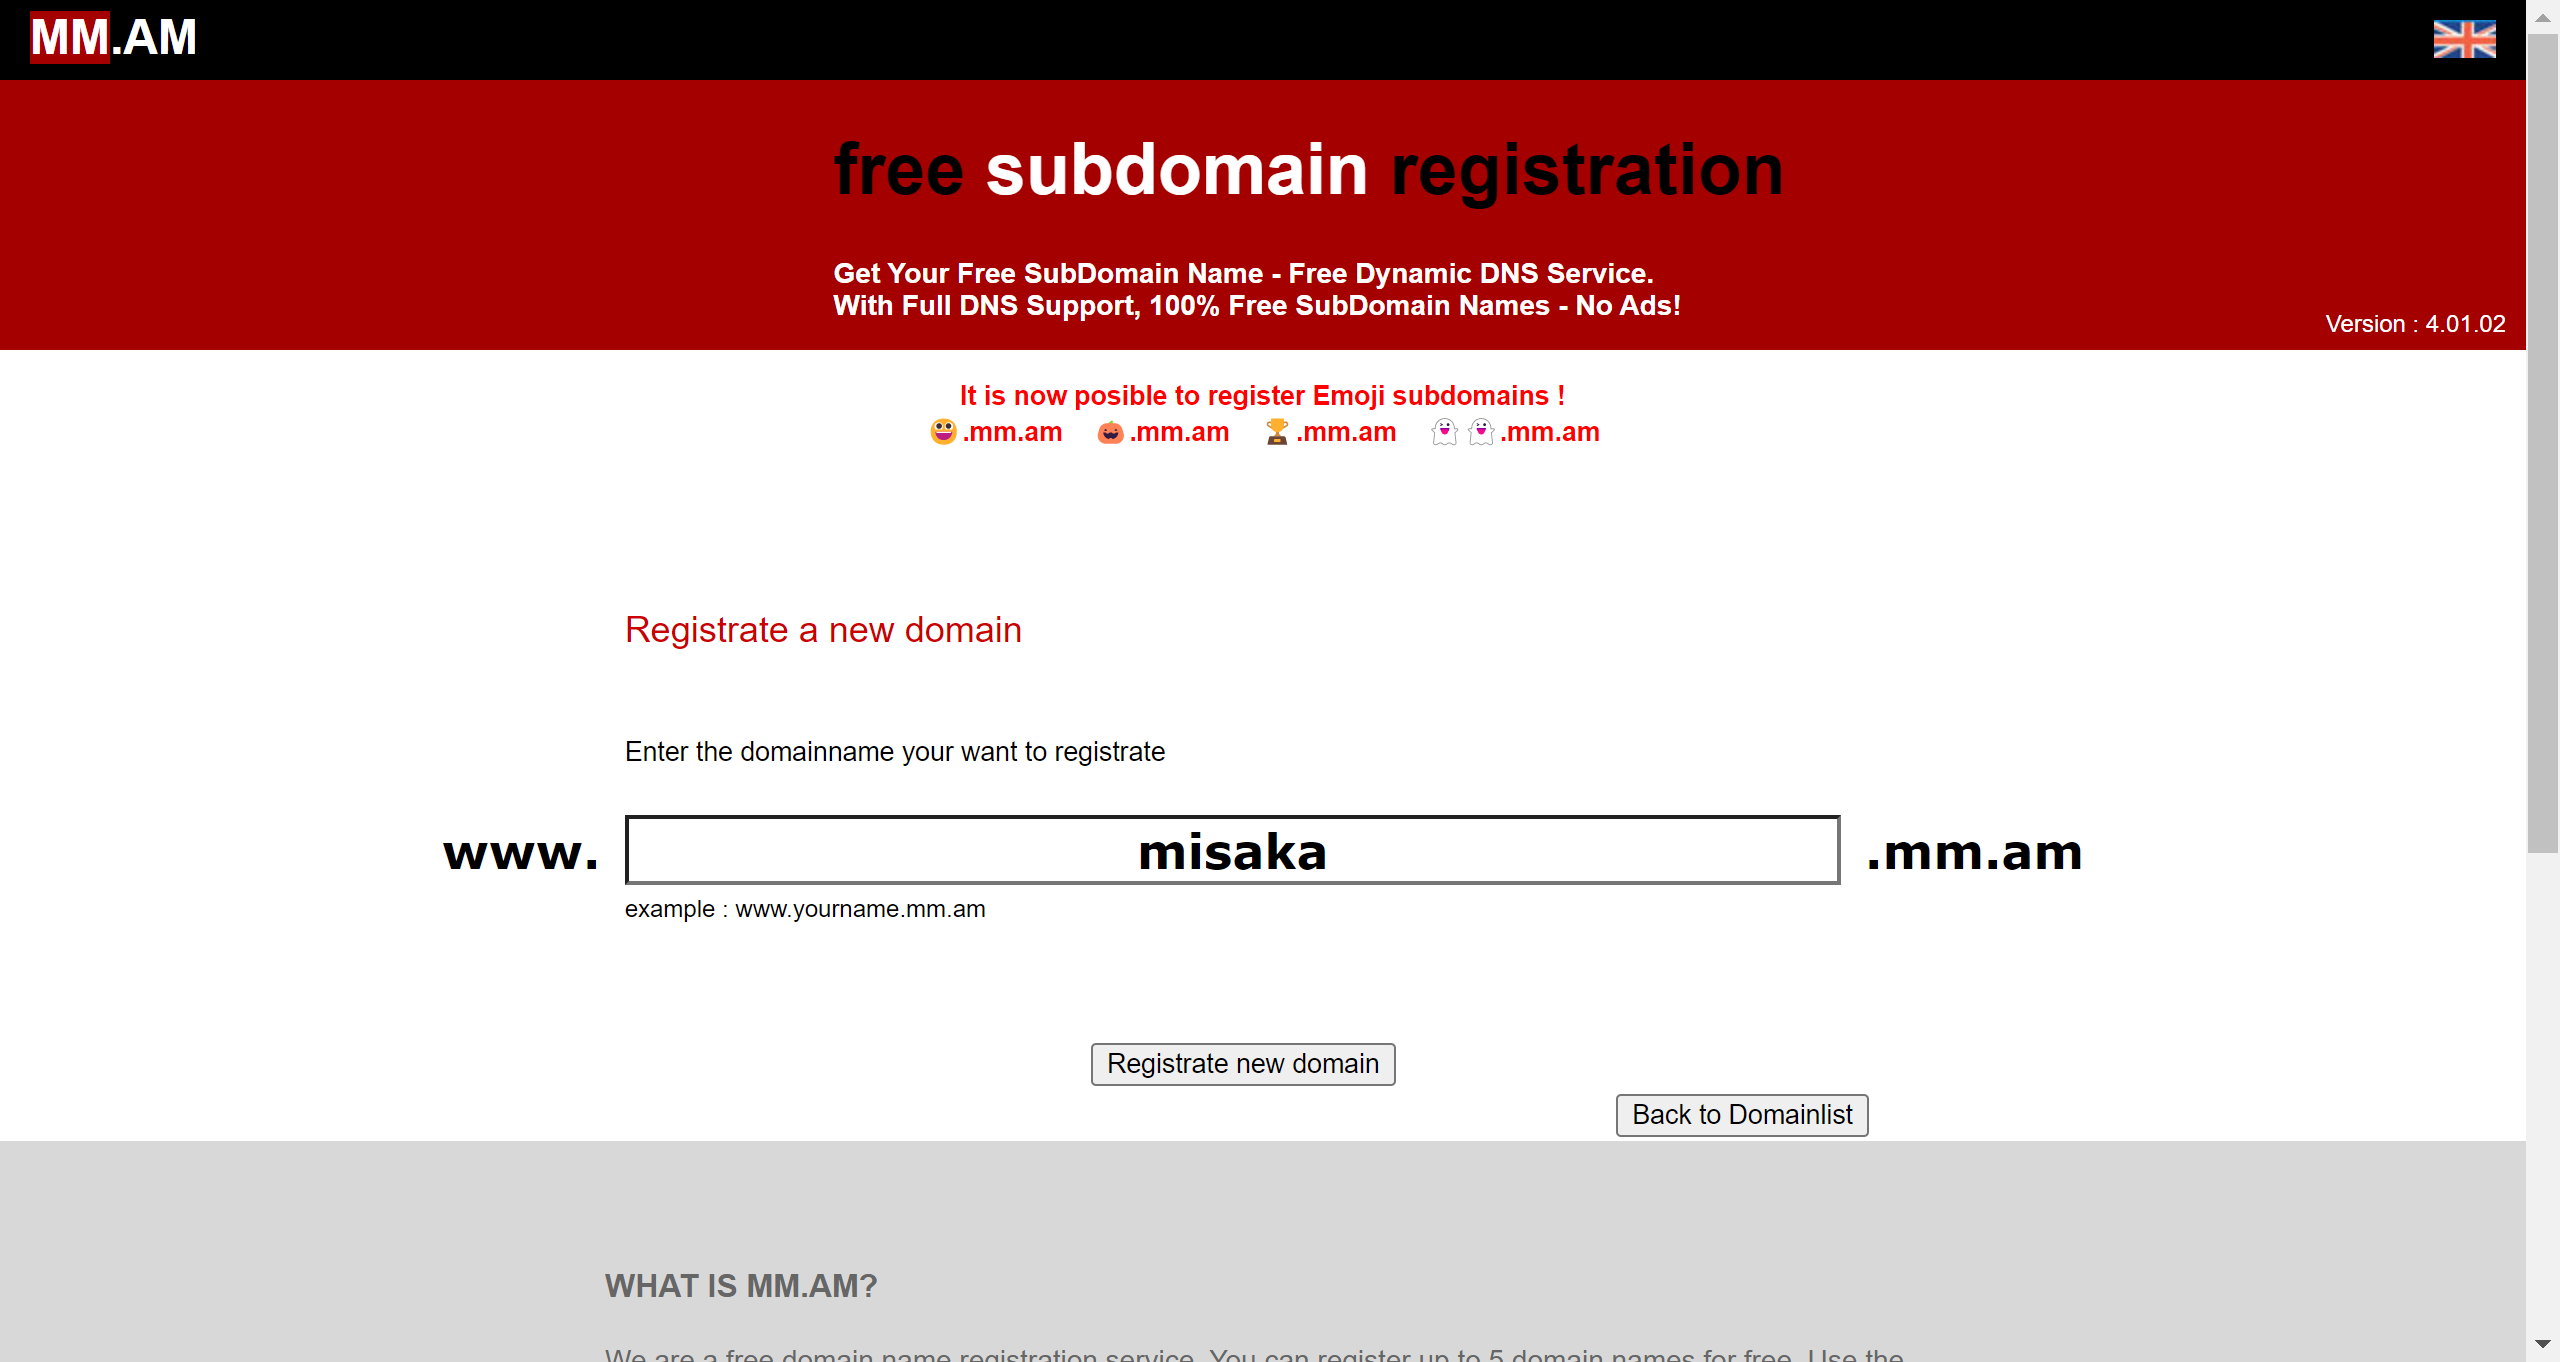 MM.AM
free subdomain registration
Get Your Free SubDomain Name - Free Dynamic DNS Service.
With Full DNS Support, 100% Free SubDomain Names - No Ads!
Version : 4.01.02
It is now posible to register Emoji subdomains !
😀.mm.am 🎃.mm.am 🏆.mm.am 👻👻.mm.am
Registrate a new domain
Enter the domainname your want to registrate
www. misaka .mm.am
example : www.yourname.mm.am
Registrate new domain
Back to Domainlist
WHAT IS MM.AM?
We are a free domain name registration service. You can register up to 5 domain names for free. Use the